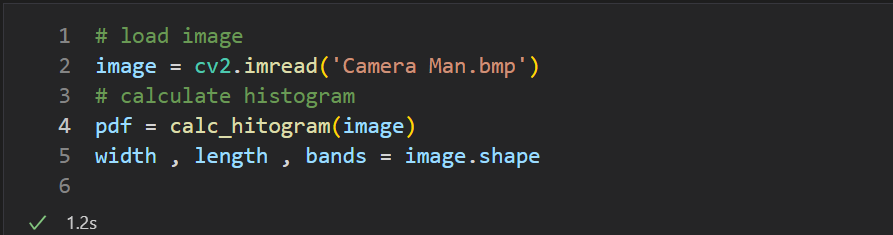 1 # load image
2 image = cv2.imread('Camera Man.bmp')
3 # calculate histogram
4 pdf = calc_hitogram(image)
5 width , length , bands = image.shape
6
✓ 1.2s